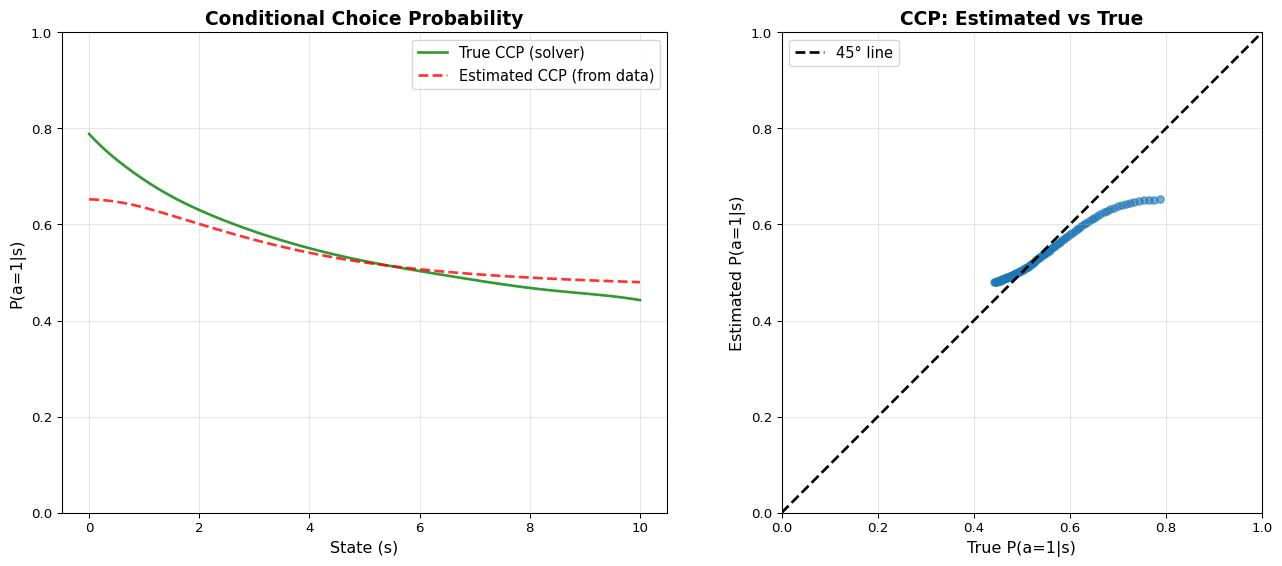 Conditional Choice Probability
True CCP (solver)
Estimated CCP (from data)
P(a=1|s)
1.0
0.8
0.6
0.4
0.2
0.0
0 2 4 6 8 10
State (s)
CCP: Estimated vs True
45° line
Estimated P(a=1|s)
1.0
0.8
0.6
0.4
0.2
0.0
0.0 0.2 0.4 0.6 0.8 1.0
True P(a=1|s)